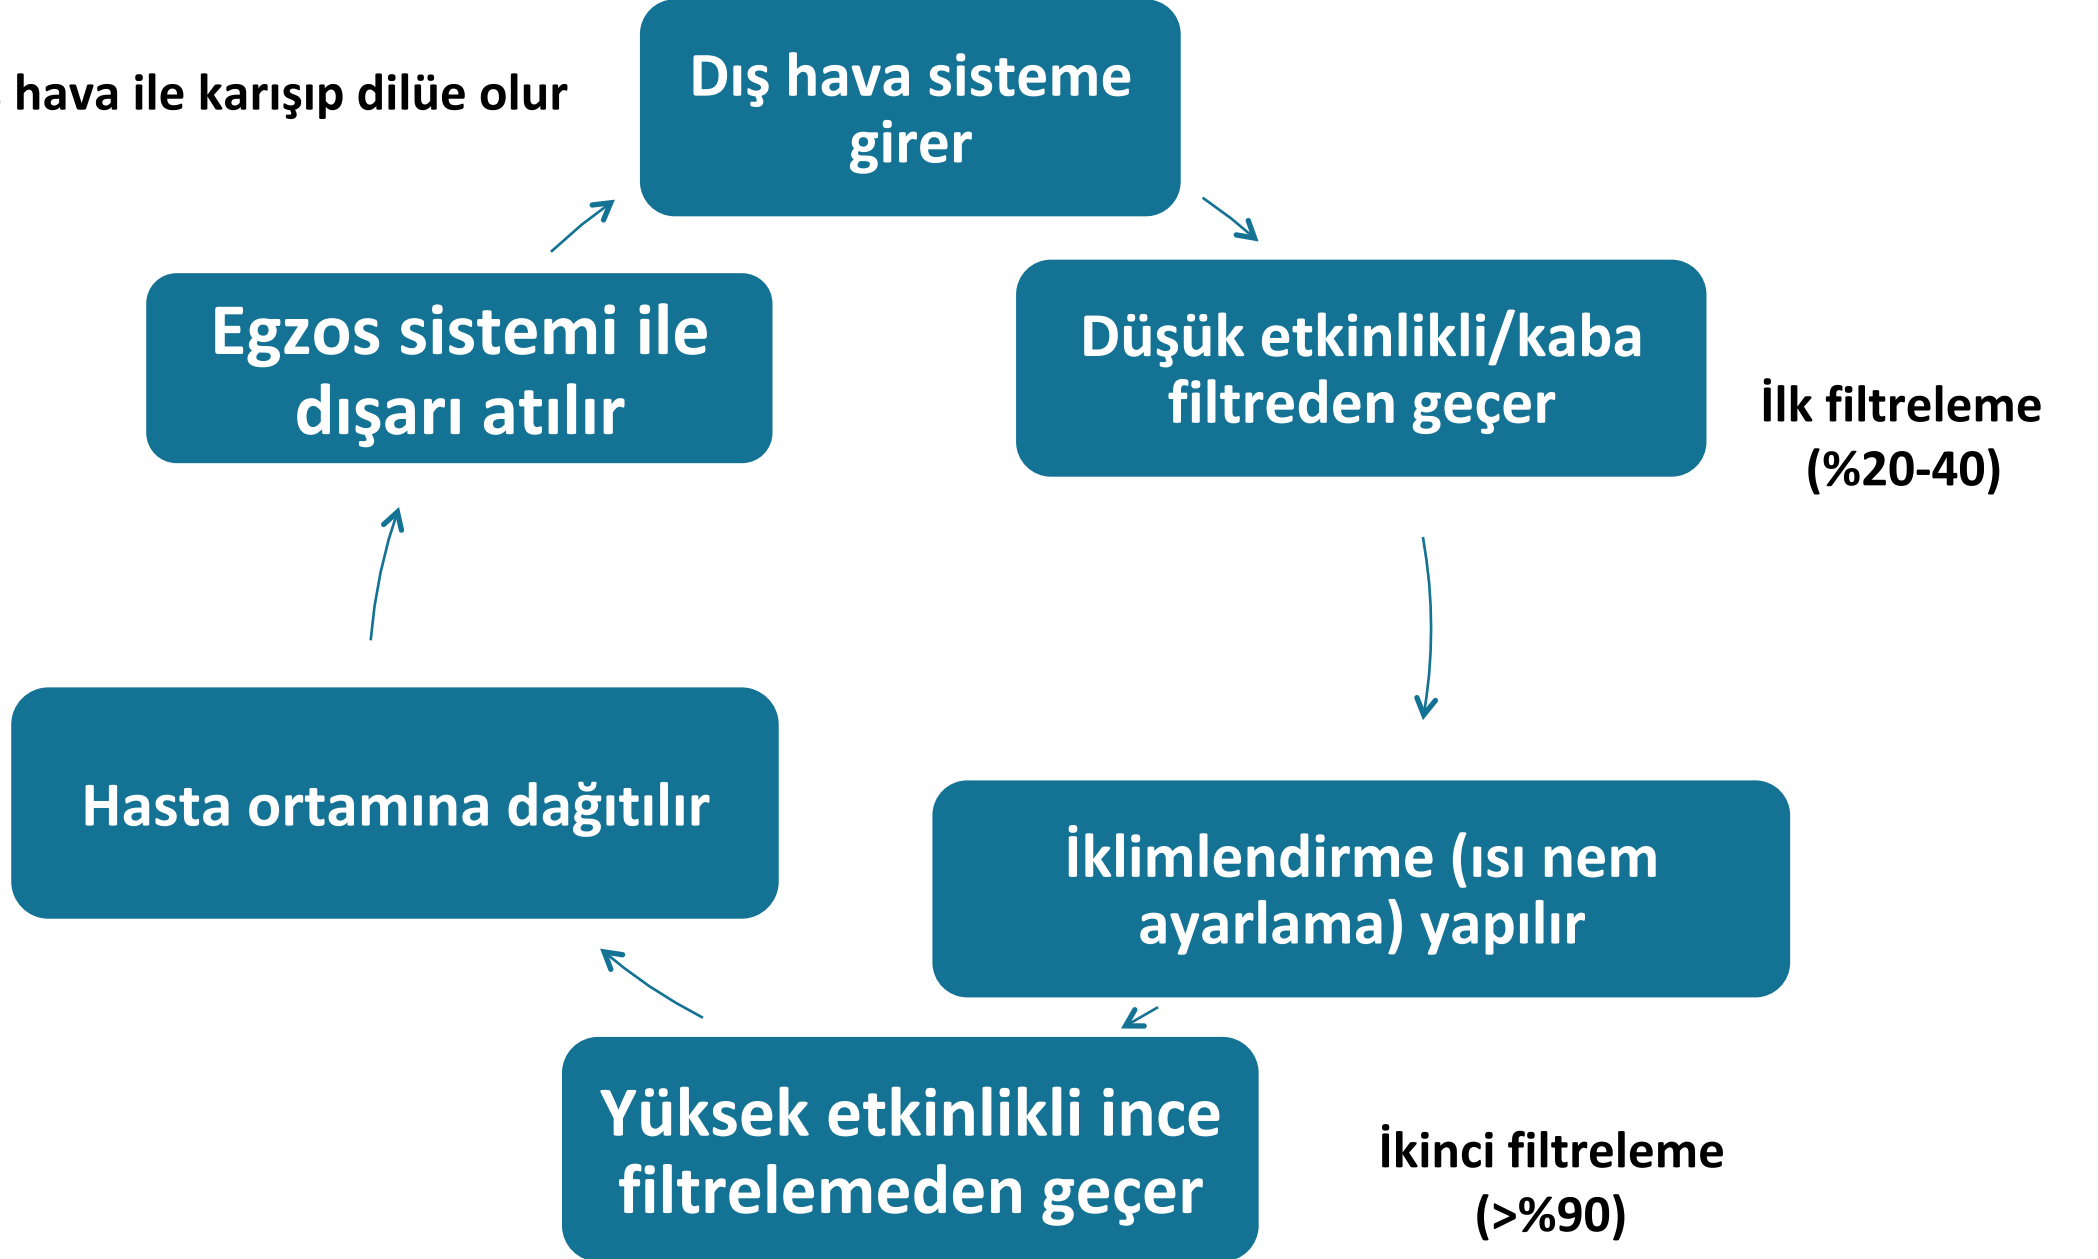 hava ile karışıp dilüe olur
Dış hava sisteme
girer
Egzos sistemi ile
dışarı atılır
Düşük etkinlikli/kaba
filtreden geçer
İlk filtreleme
(%20-40)
Hasta ortamına dağıtılır
İklimlendirme (ısı nem
ayarlama) yapılır
Yüksek etkinlikli ince
filtrelemeden geçer
İkinci filtreleme
(>%90)